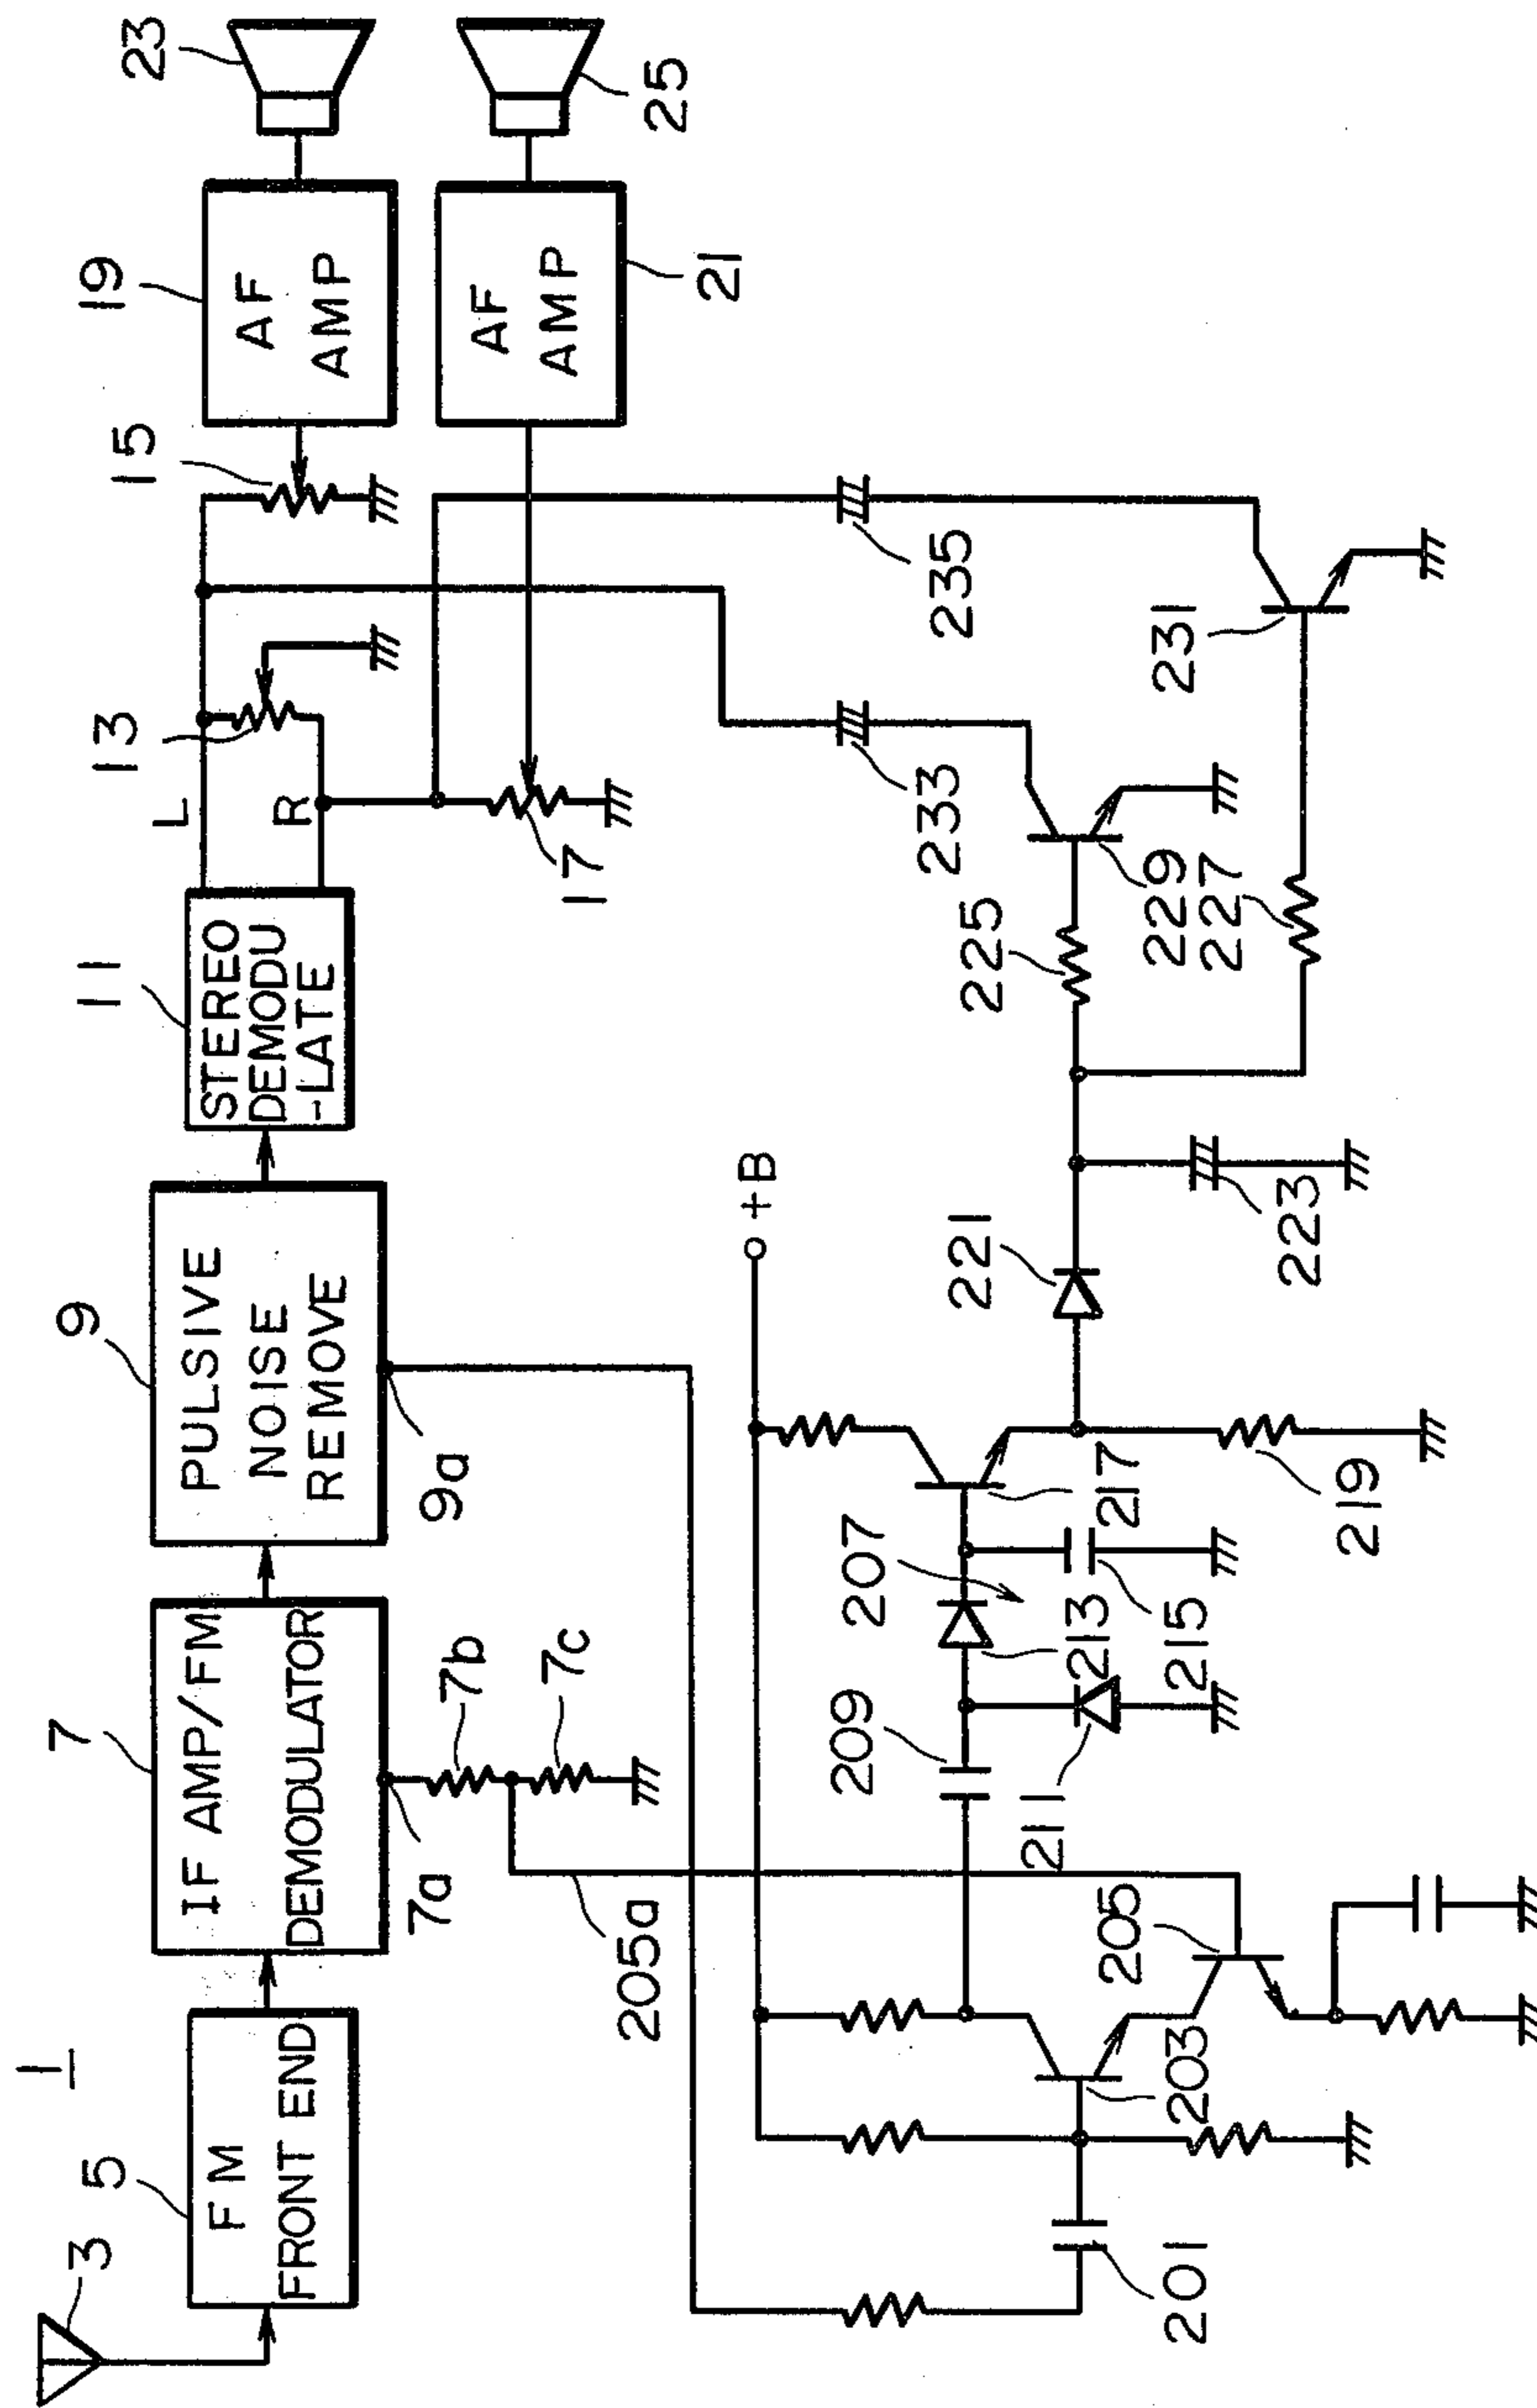 1
3
5
FM
FRONT END
7
IF AMP/FM
DEMODULATOR
7a
7b
7c
9
PULSIVE
NOISE
REMOVE
9a
11
STEREO
DEMODU
-LATE
L
R
13
15
17
19
AF
AMP
21
AF
AMP
23
25
+B
201
203
205
205a
207
209
211
213
215
217
219
221
223
225
229
227
231
233
235